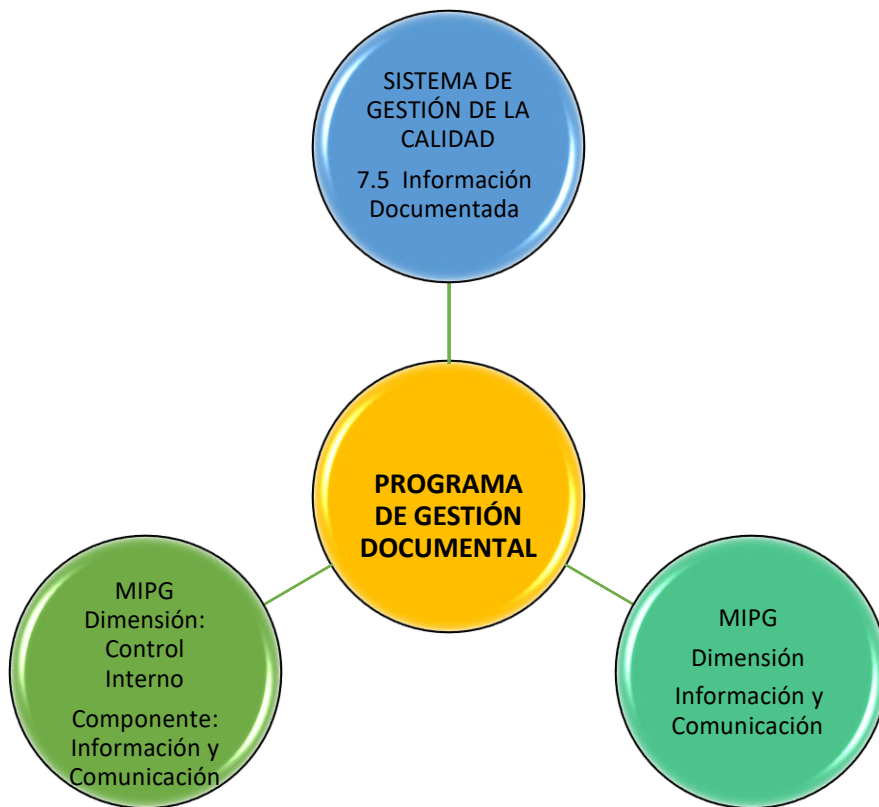 SISTEMA DE
GESTIÓN DE LA
CALIDAD
7.5 Información
Documentada
PROGRAMA
DE GESTIÓN
DOCUMENTAL
MIPG
Dimensión:
Control
Interno
Componente:
Información y
Comunicación
MIPG
Dimensión
Información y
Comunicación